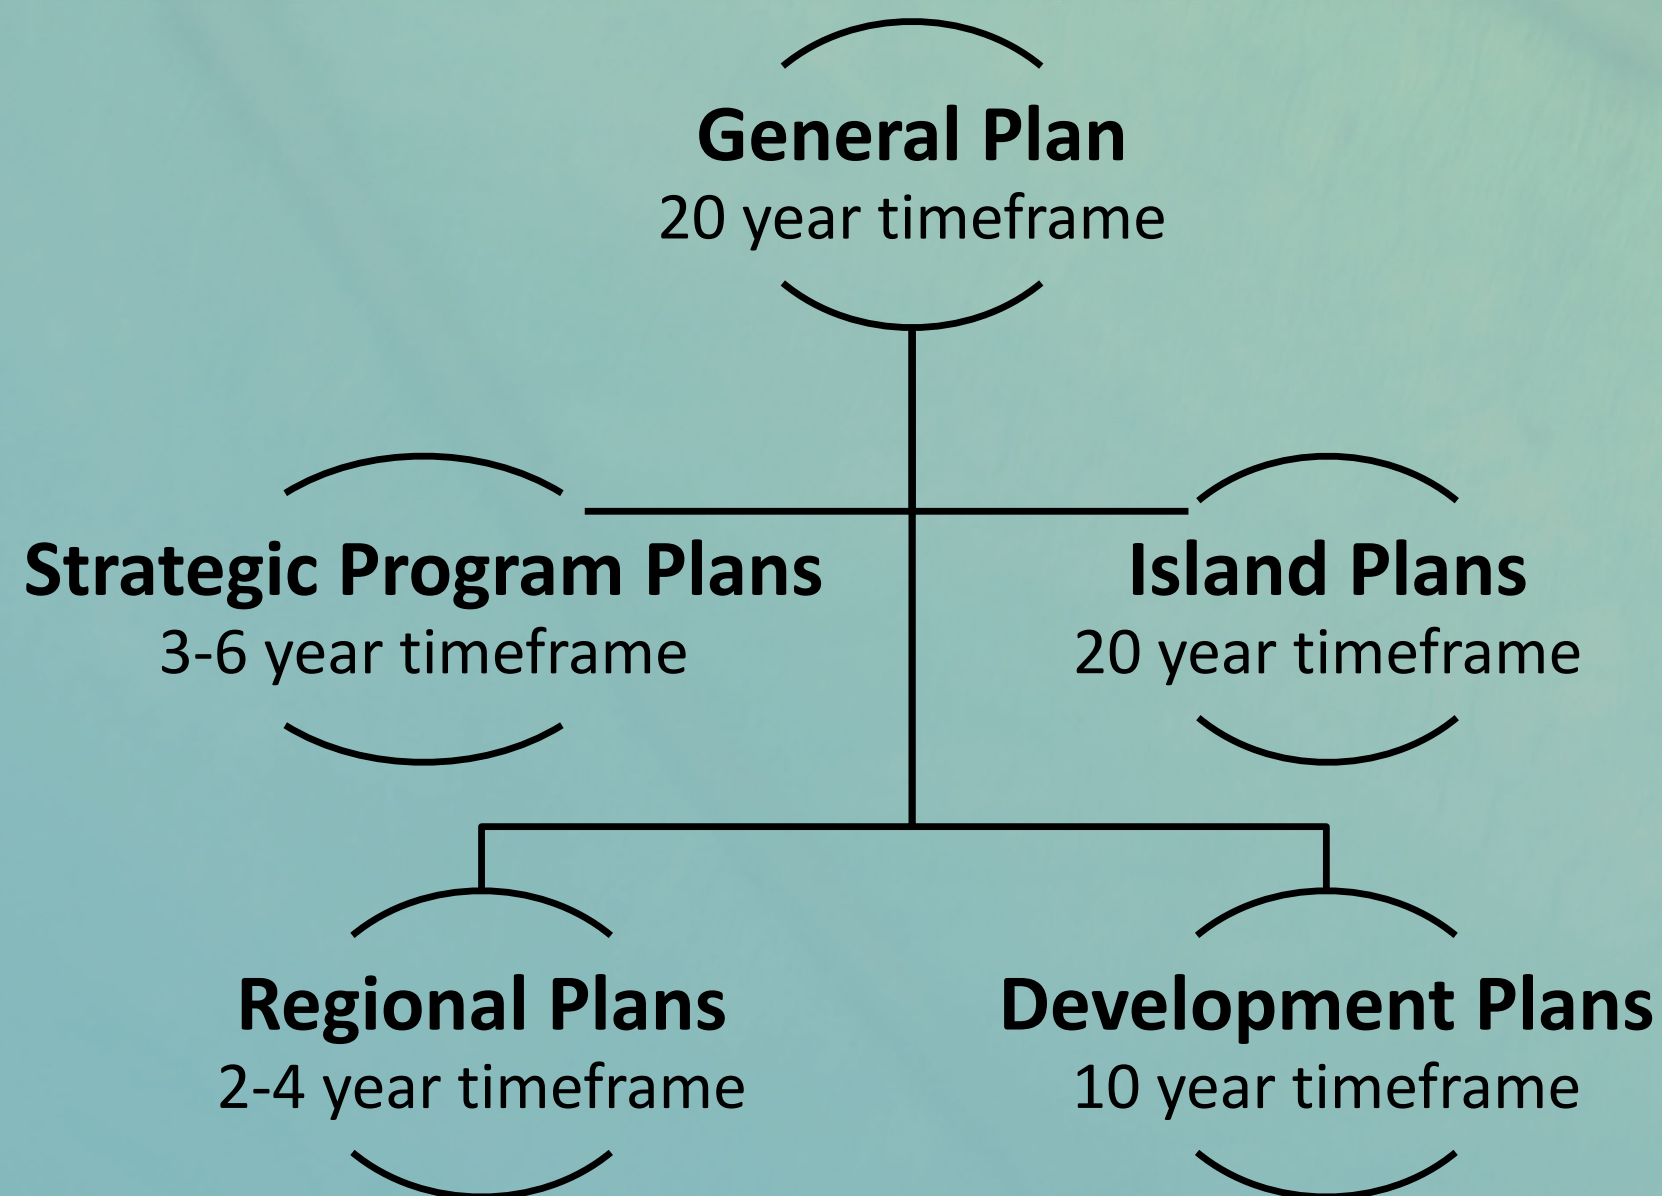 General Plan
20 year timeframe
Strategic Program Plans
3-6 year timeframe
Island Plans
20 year timeframe
Regional Plans
2-4 year timeframe
Development Plans
10 year timeframe